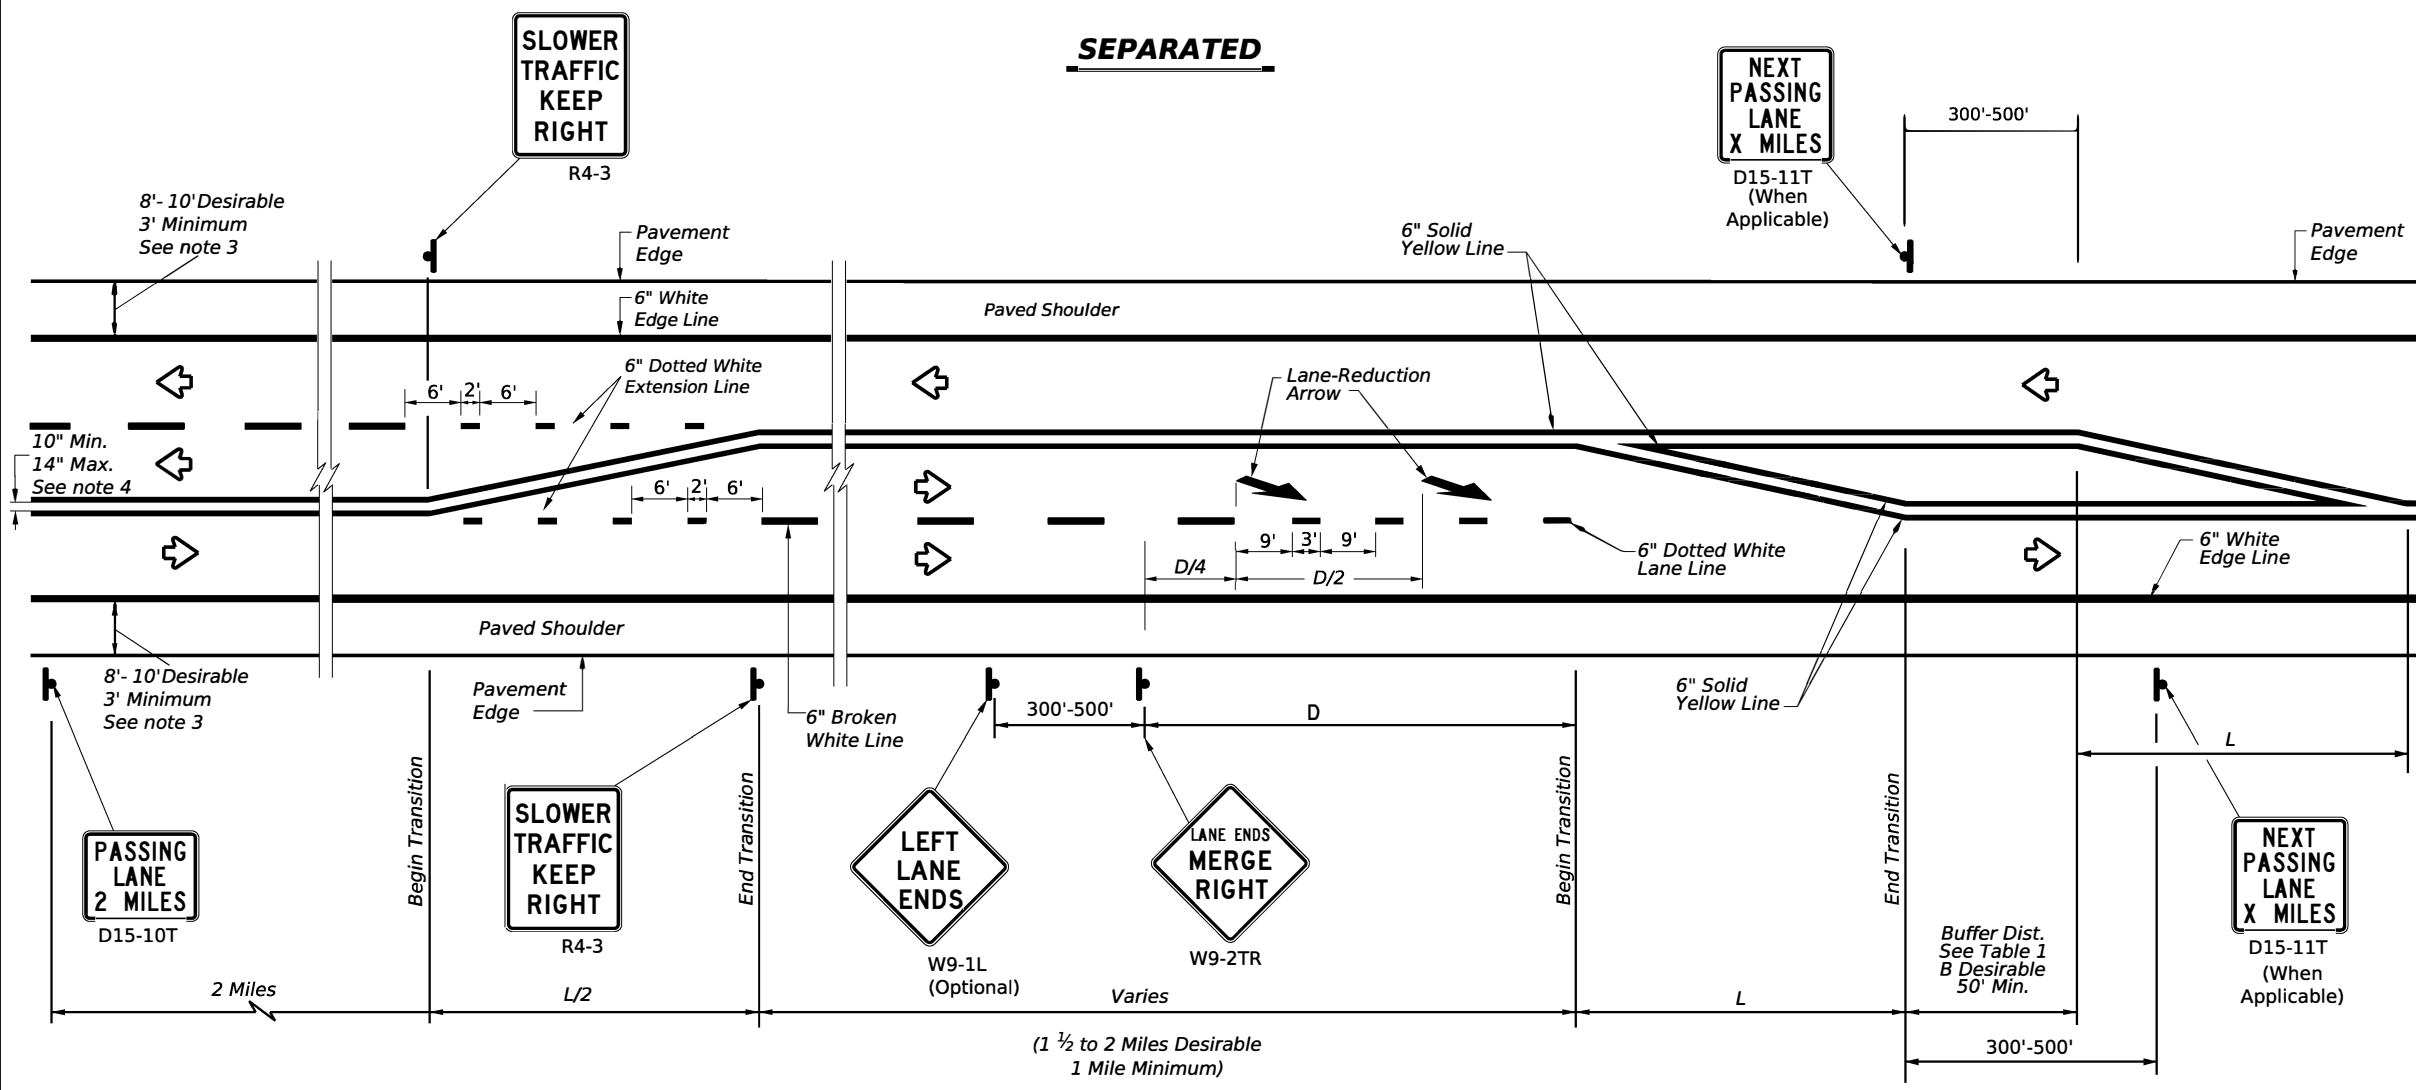 SEPARATED
SLOWER
TRAFFIC
KEEP
RIGHT
R4-3
NEXT
PASSING
LANE
X MILES
D15-11T
(When
Applicable)
300'-500'
8'- 10'Desirable
3' Minimum
See note 3
Pavement
Edge
6" Solid
Yellow Line
Pavement
Edge
6" White
Edge Line
Paved Shoulder
6" Dotted White
Extension Line
6'
2'
6'
Lane-Reduction
Arrow
10" Min.
14" Max.
See note 4
6'
2'
6'
9'
3'
9'
D/4
D/2
6" Dotted White
Lane Line
6" White
Edge Line
Paved Shoulder
8'- 10'Desirable
3' Minimum
See note 3
Pavement
Edge
6" Broken
White Line
300'-500'
D
6" Solid
Yellow Line
L
Begin Transition
End Transition
Begin Transition
End Transition
PASSING
LANE
2 MILES
D15-10T
SLOWER
TRAFFIC
KEEP
RIGHT
R4-3
LEFT
LANE
ENDS
W9-1L
(Optional)
LANE ENDS
MERGE
RIGHT
W9-2TR
NEXT
PASSING
LANE
X MILES
D15-11T
(When
Applicable)
Buffer Dist.
See Table 1
B Desirable
50' Min.
2 Miles
L/2
Varies
L
(1 ½ to 2 Miles Desirable
1 Mile Minimum)
300'-500'